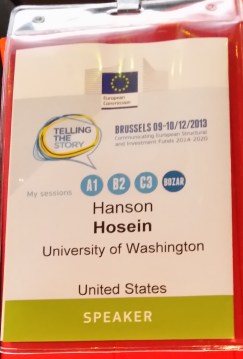 European
Commission
TELLING
THE
STORY
BRUSSELS 09-10/12/2013
Communicating European Structural
and Investment Funds 2014-2020
My sessions A1 B2 C3 BOZAR
Hanson
Hosein
University of Washington
United States
SPEAKER